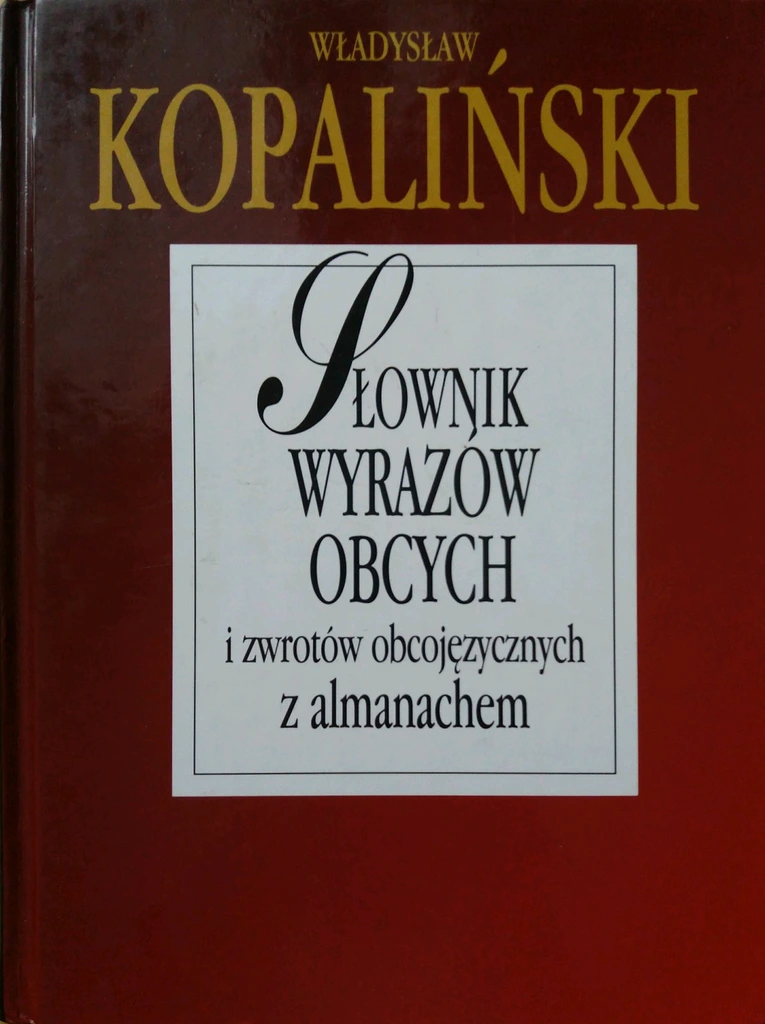 WŁADYSŁAW
KOPALIŃSKI
SŁOWNIK
WYRAZÓW
OBCYCH
i zwrotów obcojęzycznych
z almanachem